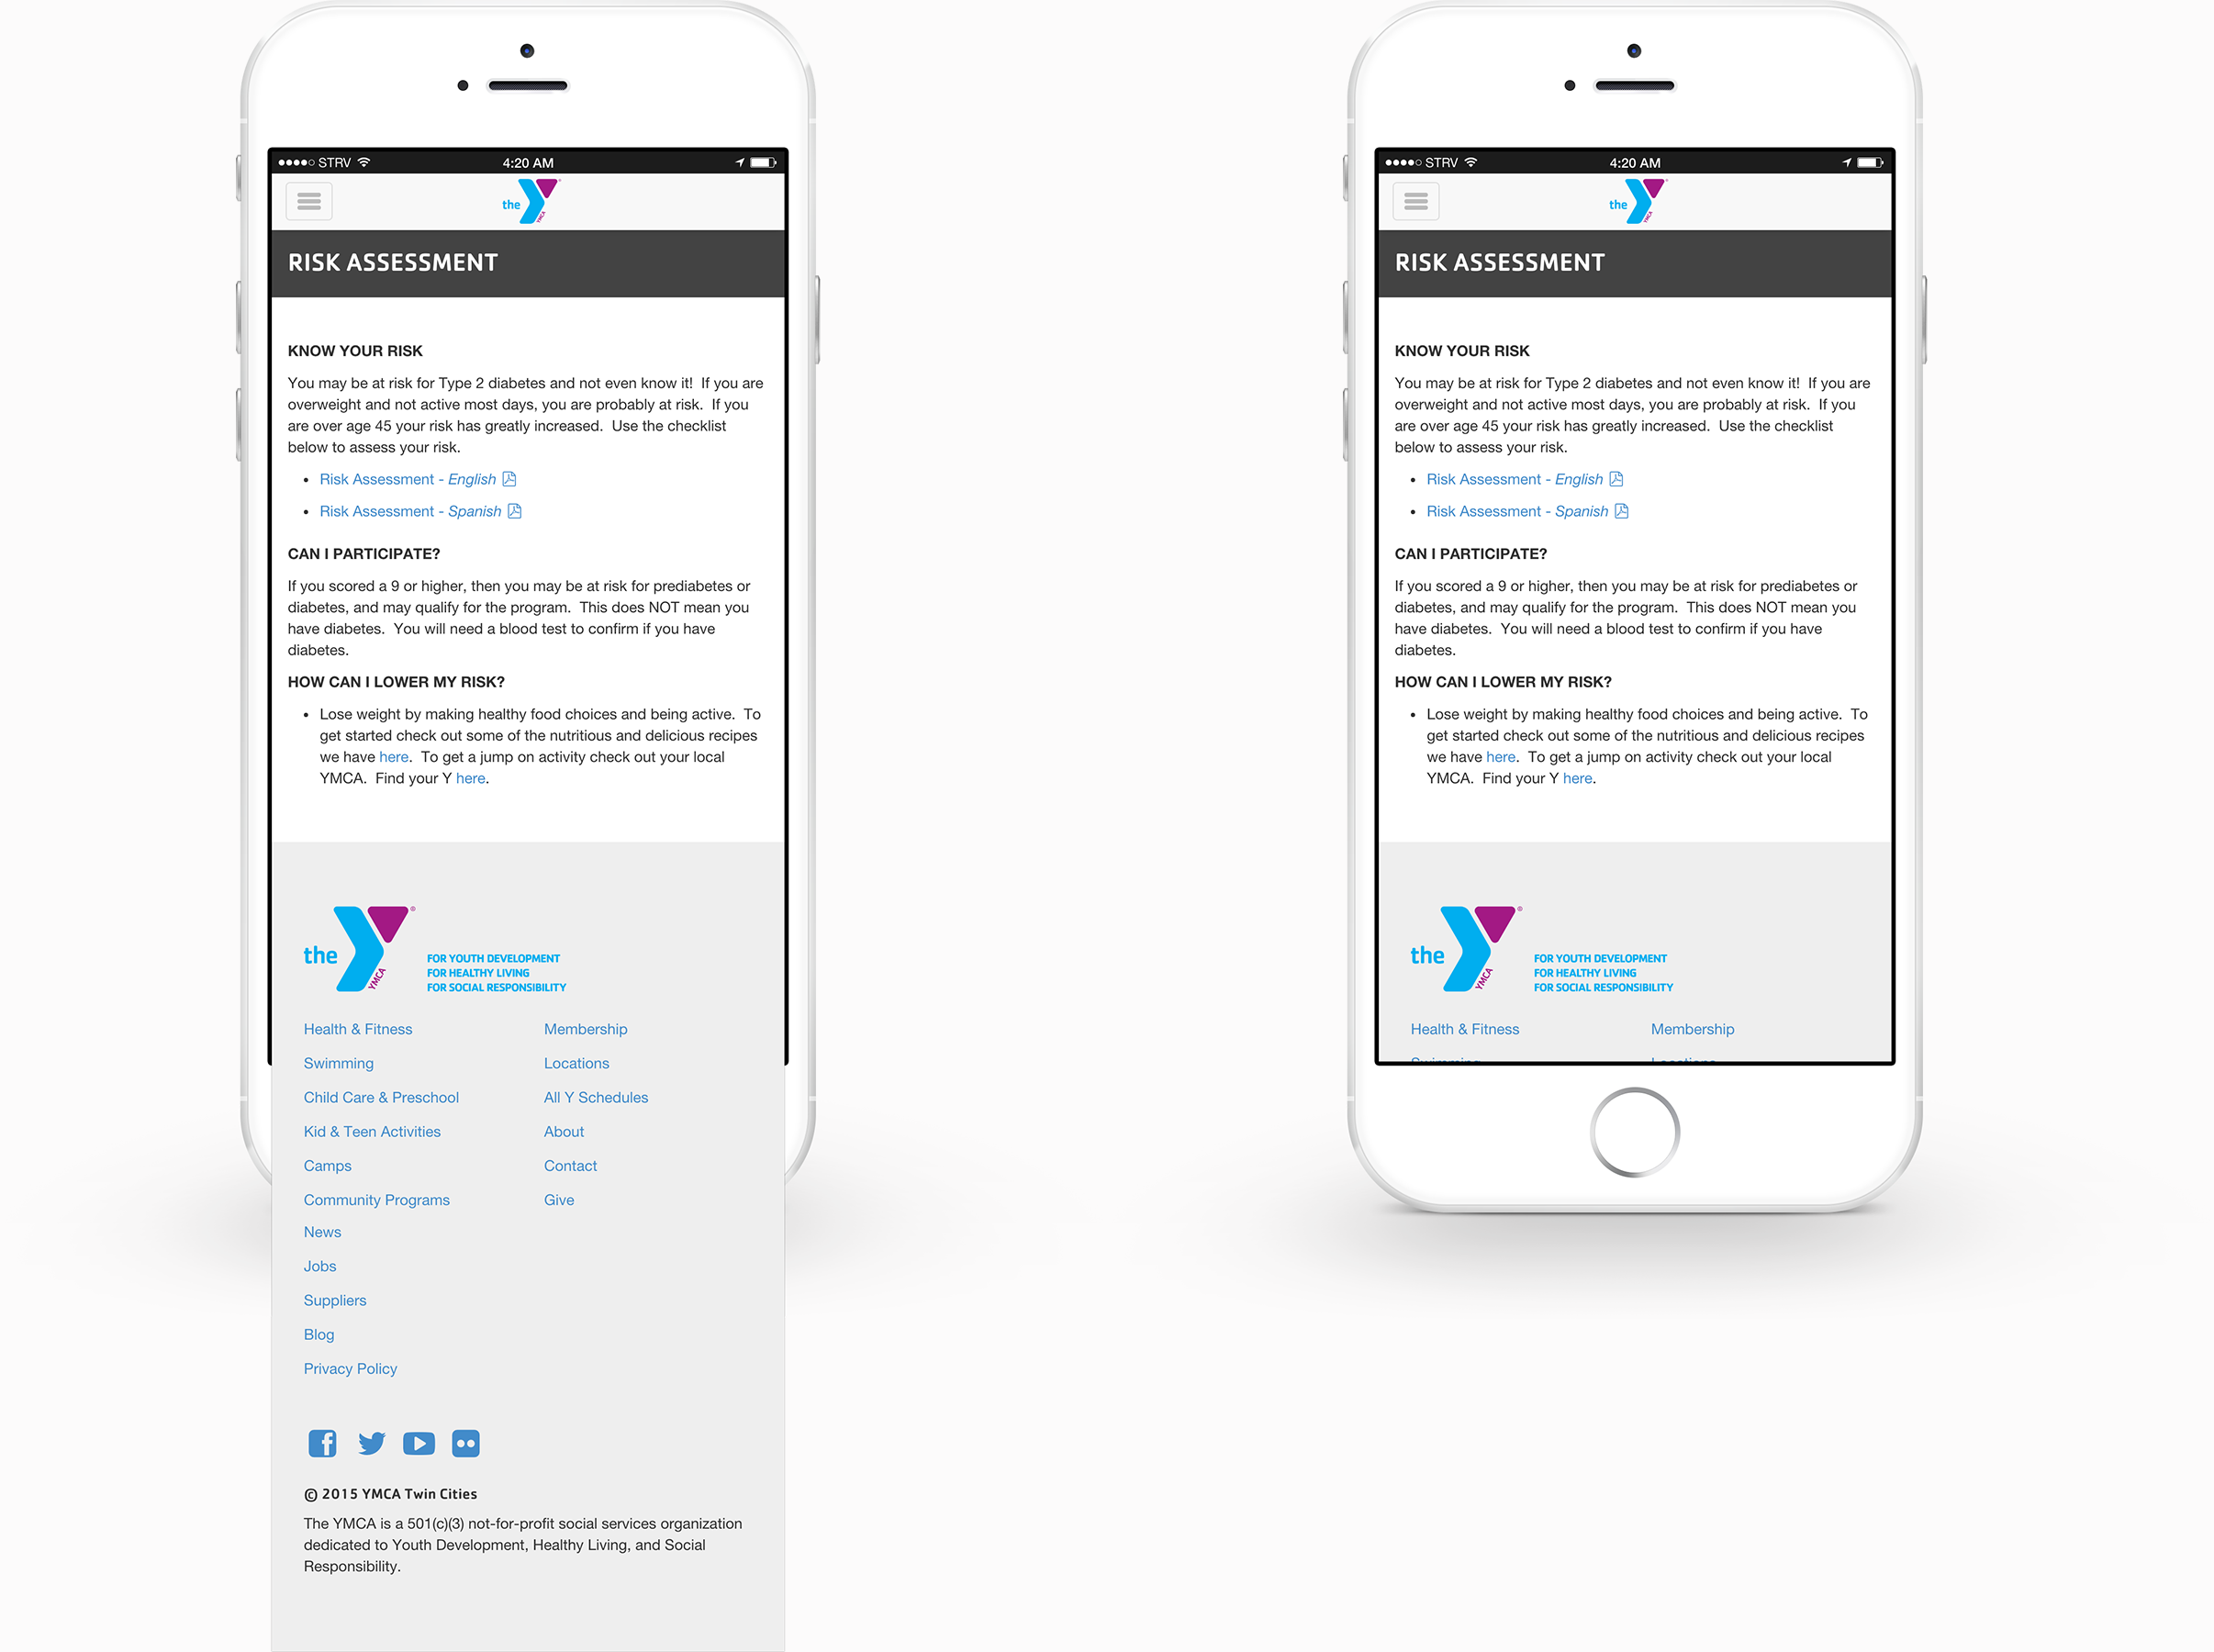 STRV 4:20 AM
the YMCA
RISK ASSESSMENT
KNOW YOUR RISK
You may be at risk for Type 2 diabetes and not even know it!  If you are
overweight and not active most days, you are probably at risk.  If you
are over age 45 your risk has greatly increased.  Use the checklist
below to assess your risk.
• Risk Assessment - English
• Risk Assessment - Spanish
CAN I PARTICIPATE?
If you scored a 9 or higher, then you may be at risk for prediabetes or
diabetes, and may qualify for the program.  This does NOT mean you
have diabetes.  You will need a blood test to confirm if you have
diabetes.
HOW CAN I LOWER MY RISK?
• Lose weight by making healthy food choices and being active.  To
get started check out some of the nutritious and delicious recipes
we have here.  To get a jump on activity check out your local
YMCA.  Find your Y here.
the YMCA ®
FOR YOUTH DEVELOPMENT
FOR HEALTHY LIVING
FOR SOCIAL RESPONSIBILITY
Health & Fitness
Swimming
Child Care & Preschool
Kid & Teen Activities
Camps
Community Programs
News
Jobs
Suppliers
Blog
Privacy Policy
Membership
Locations
All Y Schedules
About
Contact
Give
© 2015 YMCA Twin Cities
The YMCA is a 501(c)(3) not-for-profit social services organization
dedicated to Youth Development, Healthy Living, and Social
Responsibility.
STRV 4:20 AM
the YMCA
RISK ASSESSMENT
KNOW YOUR RISK
You may be at risk for Type 2 diabetes and not even know it!  If you are
overweight and not active most days, you are probably at risk.  If you
are over age 45 your risk has greatly increased.  Use the checklist
below to assess your risk.
• Risk Assessment - English
• Risk Assessment - Spanish
CAN I PARTICIPATE?
If you scored a 9 or higher, then you may be at risk for prediabetes or
diabetes, and may qualify for the program.  This does NOT mean you
have diabetes.  You will need a blood test to confirm if you have
diabetes.
HOW CAN I LOWER MY RISK?
• Lose weight by making healthy food choices and being active.  To
get started check out some of the nutritious and delicious recipes
we have here.  To get a jump on activity check out your local
YMCA.  Find your Y here.
the YMCA ®
FOR YOUTH DEVELOPMENT
FOR HEALTHY LIVING
FOR SOCIAL RESPONSIBILITY
Health & Fitness
Membership
Swimming
Locations